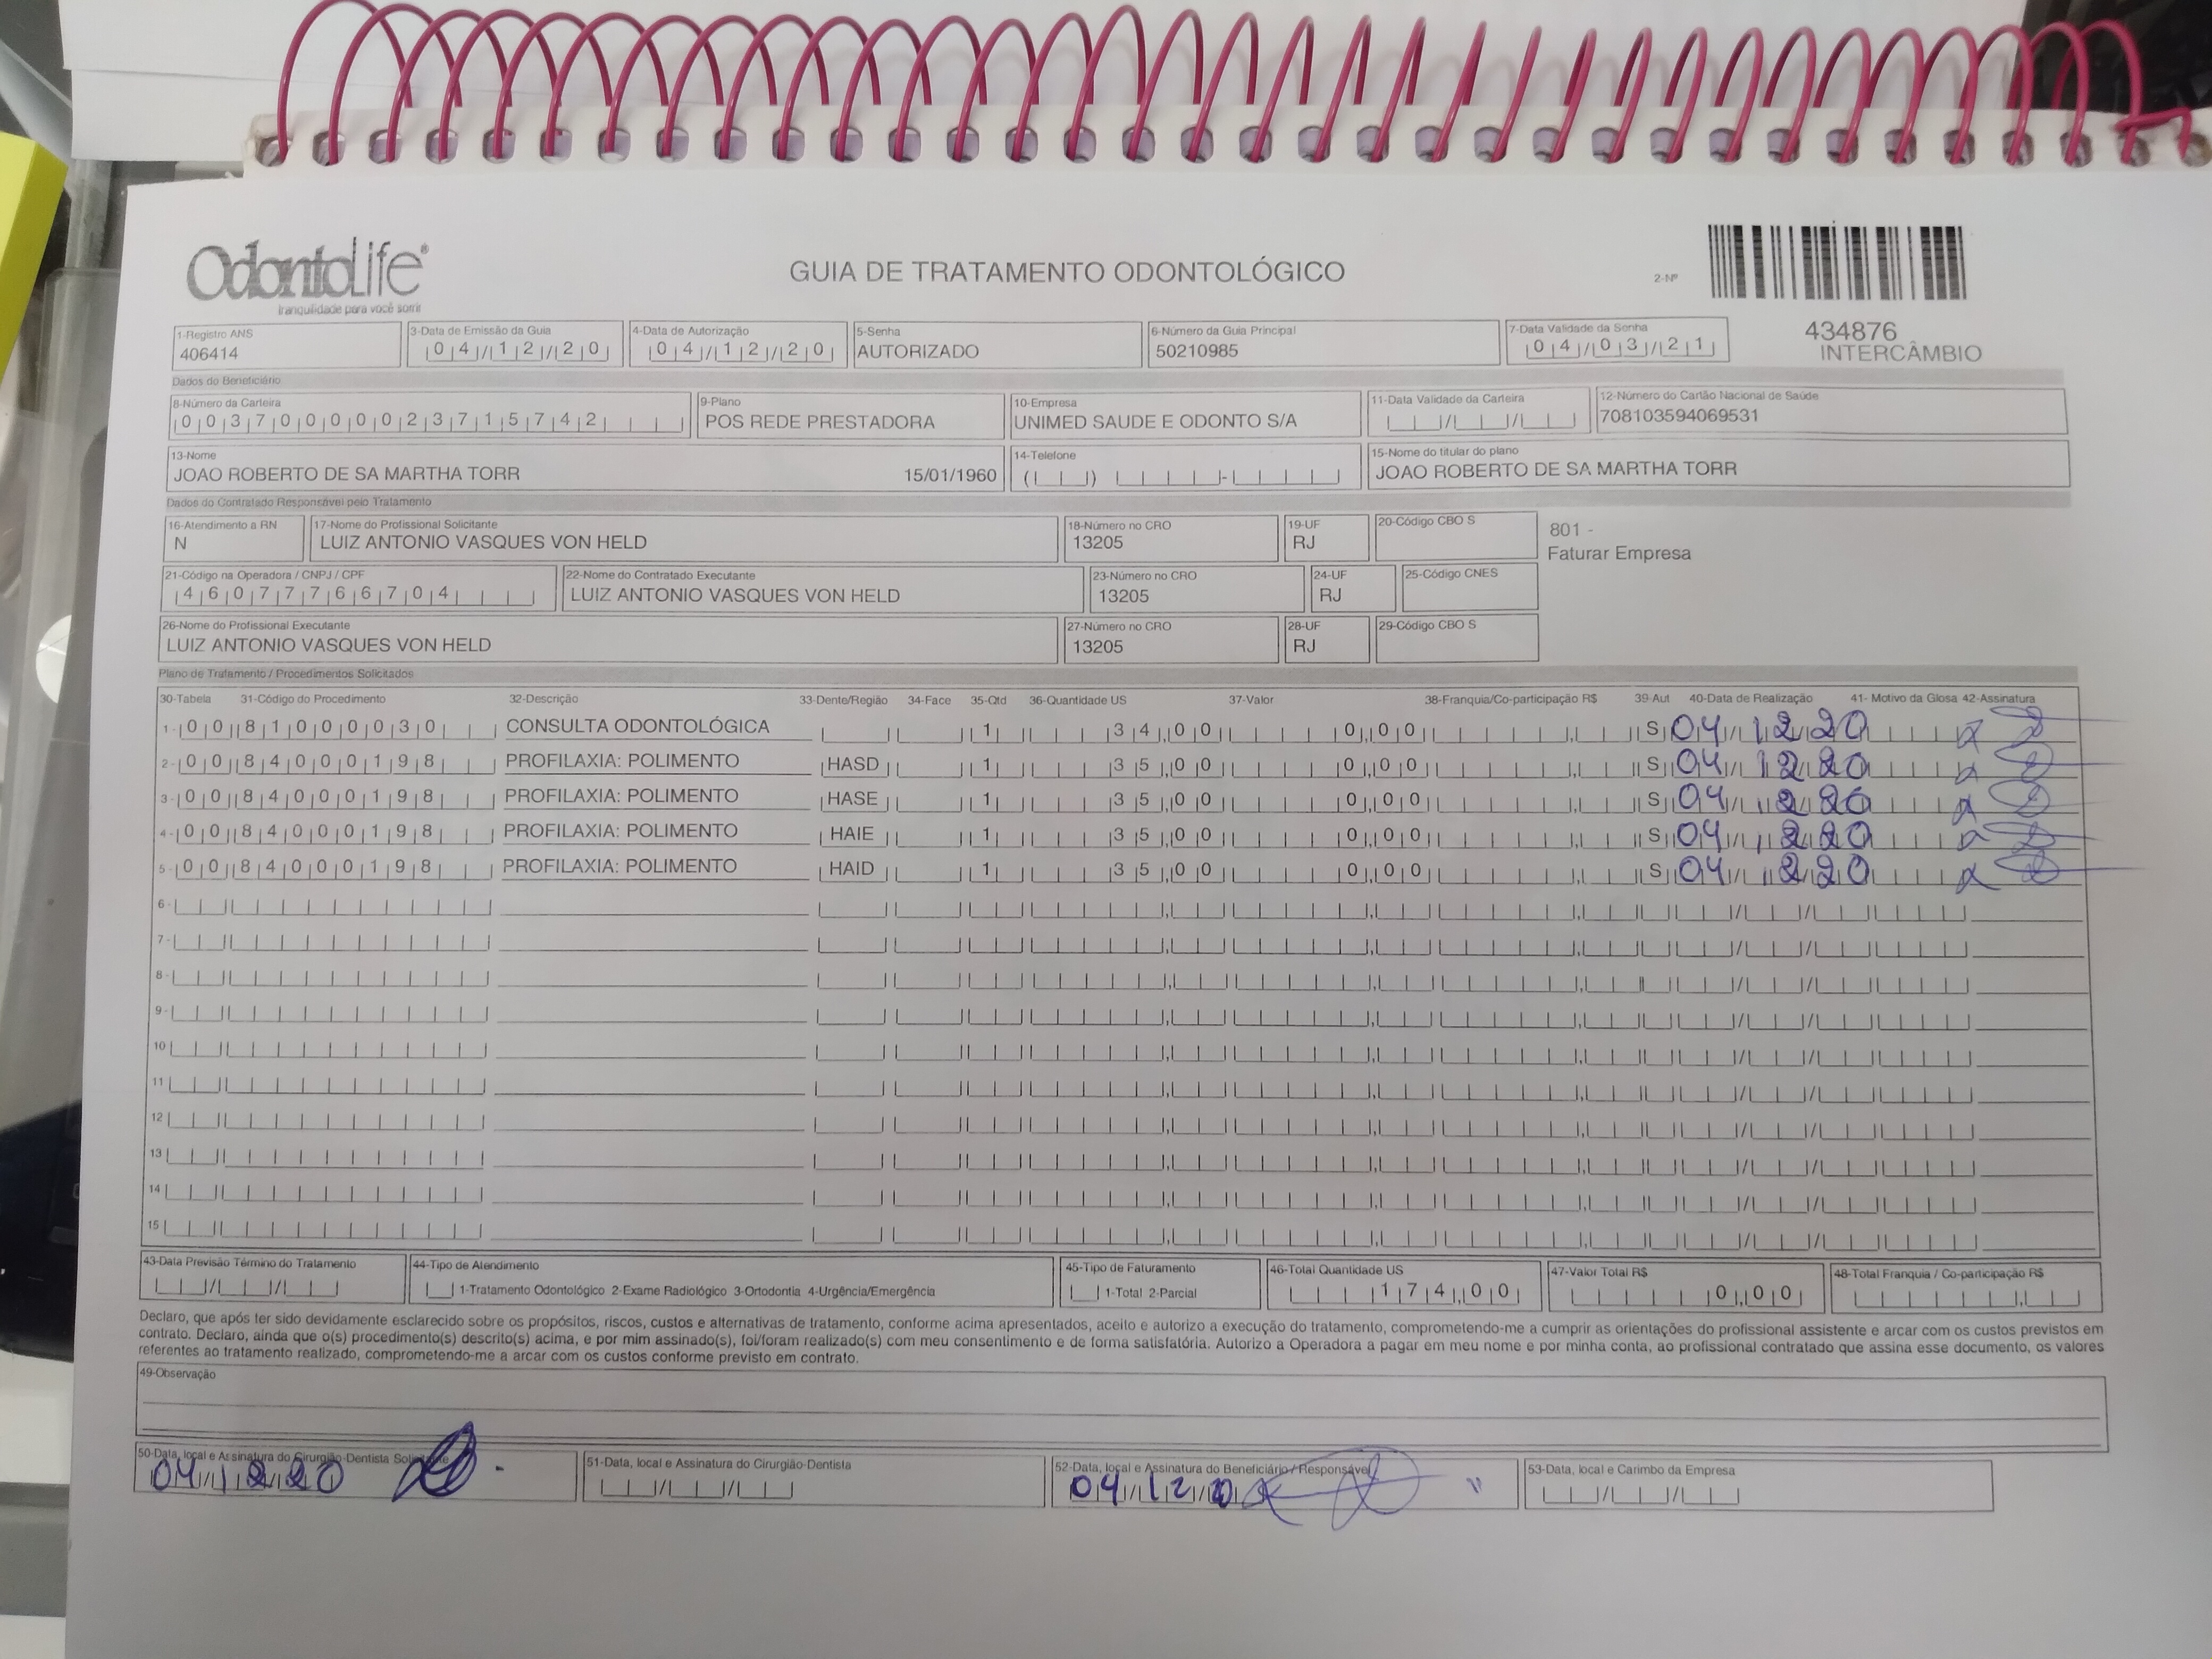 OdontoLife®
tranquilidade para você sorrir
GUIA DE TRATAMENTO ODONTOLÓGICO
2-Nº
434876
INTERCÂMBIO
1-Registro ANS 3-Data de Emissão da Guia 4-Data de Autorização 5-Senha 6-Número da Guia Principal 7-Data Validade da Senha
406414 04/12/20 04/12/20 AUTORIZADO 50210985 04/03/21
Dados do Beneficiário
8-Número da Carteira 9-Plano 10-Empresa 11-Data Validade da Carteira 12-Número do Cartão Nacional de Saúde
00370000023715742 POS REDE PRESTADORA UNIMED SAUDE E ODONTO S/A 708103594069531
13-Nome 14-Telefone 15-Nome do titular do plano
JOAO ROBERTO DE SA MARTHA TORR 15/01/1960 JOAO ROBERTO DE SA MARTHA TORR
Dados do Contratado Responsável pelo Tratamento
16-Atendimento a RN 17-Nome do Profissional Solicitante 18-Número no CRO 19-UF 20-Código CBO S
N LUIZ ANTONIO VASQUES VON HELD 13205 RJ
801 -
Faturar Empresa
21-Código na Operadora / CNPJ / CPF 22-Nome do Contratado Executante 23-Número no CRO 24-UF 25-Código CNES
46077766704 LUIZ ANTONIO VASQUES VON HELD 13205 RJ
26-Nome do Profissional Executante 27-Número no CRO 28-UF 29-Código CBO S
LUIZ ANTONIO VASQUES VON HELD 13205 RJ
Plano de Tratamento / Procedimentos Solicitados
30-Tabela 31-Código do Procedimento 32-Descrição 33-Dente/Região 34-Face 35-Qtd 36-Quantidade US 37-Valor 38-Franquia/Co-participação R$ 39-Aut 40-Data de Realização 41- Motivo da Glosa 42-Assinatura
1- 00 81000030 CONSULTA ODONTOLÓGICA 1 34,00 0,00 S 04/12/20
2- 00 84000198 PROFILAXIA: POLIMENTO HASD 1 35,00 0,00 S 04/12/20
3- 00 84000198 PROFILAXIA: POLIMENTO HASE 1 35,00 0,00 S 04/12/20
4- 00 84000198 PROFILAXIA: POLIMENTO HAIE 1 35,00 0,00 S 04/12/20
5- 00 84000198 PROFILAXIA: POLIMENTO HAID 1 35,00 0,00 S 04/12/20
6-
7-
8-
9-
10
11
12
13
14
15
43-Data Previsão Término do Tratamento 44-Tipo de Atendimento 45-Tipo de Faturamento 46-Total Quantidade US 47-Valor Total R$ 48-Total Franquia / Co-participação R$
1-Tratamento Odontológico 2-Exame Radiológico 3-Ortodontia 4-Urgência/Emergência 1-Total 2-Parcial 174,00 0,00
Declaro, que após ter sido devidamente esclarecido sobre os propósitos, riscos, custos e alternativas de tratamento, conforme acima apresentados, aceito e autorizo a execução do tratamento, comprometendo-me a cumprir as orientações do profissional assistente e arcar com os custos previstos em
contrato. Declaro, ainda que o(s) procedimento(s) descrito(s) acima, e por mim assinado(s), foi/foram realizado(s) com meu consentimento e de forma satisfatória. Autorizo a Operadora a pagar em meu nome e por minha conta, ao profissional contratado que assina esse documento, os valores
referentes ao tratamento realizado, comprometendo-me a arcar com os custos conforme previsto em contrato.
49-Observação
50-Data, local e Assinatura do Cirurgião-Dentista Solicitante 51-Data, local e Assinatura do Cirurgião-Dentista 52-Data, local e Assinatura do Beneficiário / Responsável 53-Data, local e Carimbo da Empresa
04/12/20 04/12/20